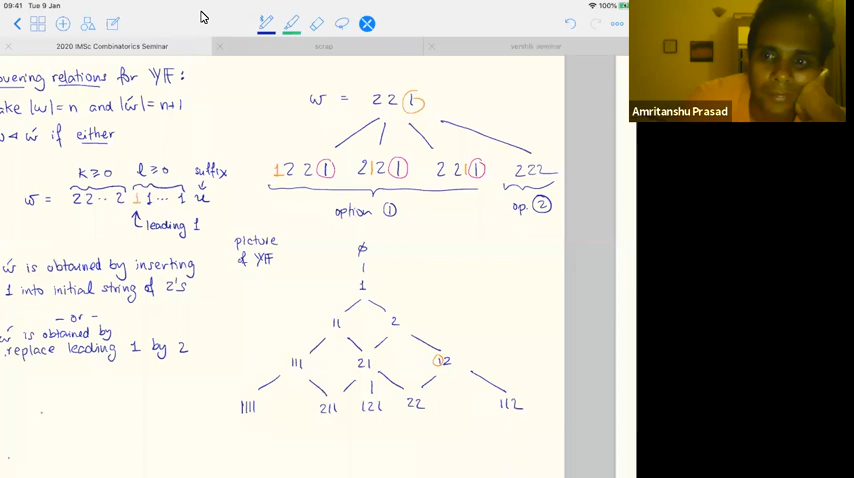 09:41 Tue 9 Jan
100%
2020 IMSc Combinatorics Seminar
scrap
vershik seminar
Amritanshu Prasad
overing relations for YF:
ake |w|=n and |ẃ|=n+1
◁ ẃ if either
k≥0 l≥0 suffix
w = 22..2 11...1 u
leading 1
ẃ is obtained by inserting
1 into initial string of 2's
- or -
ẃ is obtained by
replace leading 1 by 2
w = 221
1221 2121 2211 222
option ① op. ②
picture
of YF
∅
1
11 2
111 21 12
1111 211 121 22 112